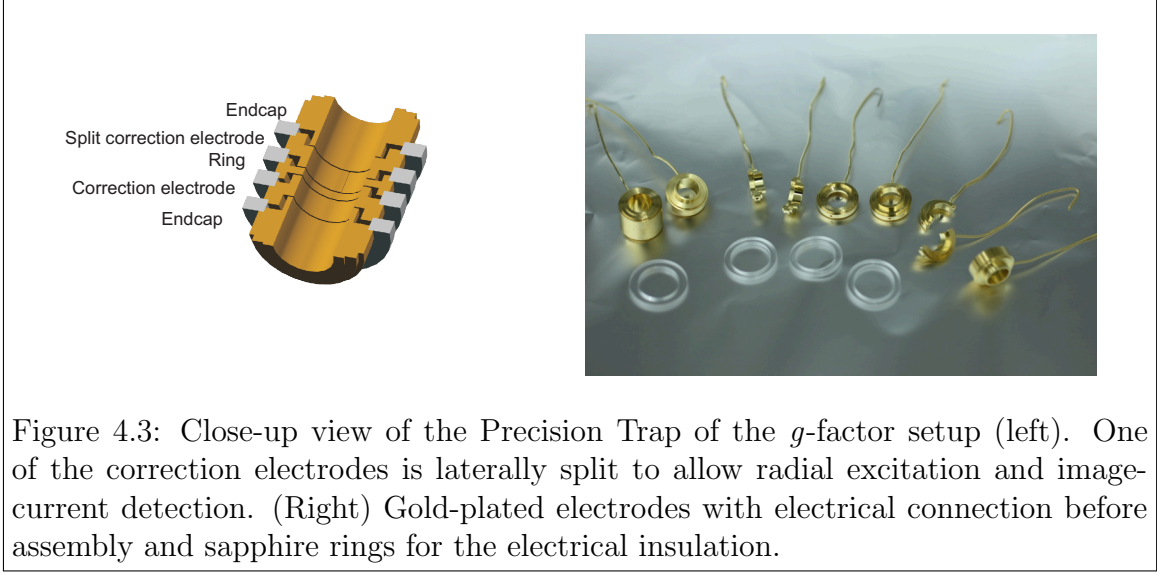 Endcap
Split correction electrode
Ring
Correction electrode
Endcap
Figure 4.3: Close-up view of the Precision Trap of the g-factor setup (left). One
of the correction electrodes is laterally split to allow radial excitation and image-
current detection. (Right) Gold-plated electrodes with electrical connection before
assembly and sapphire rings for the electrical insulation.